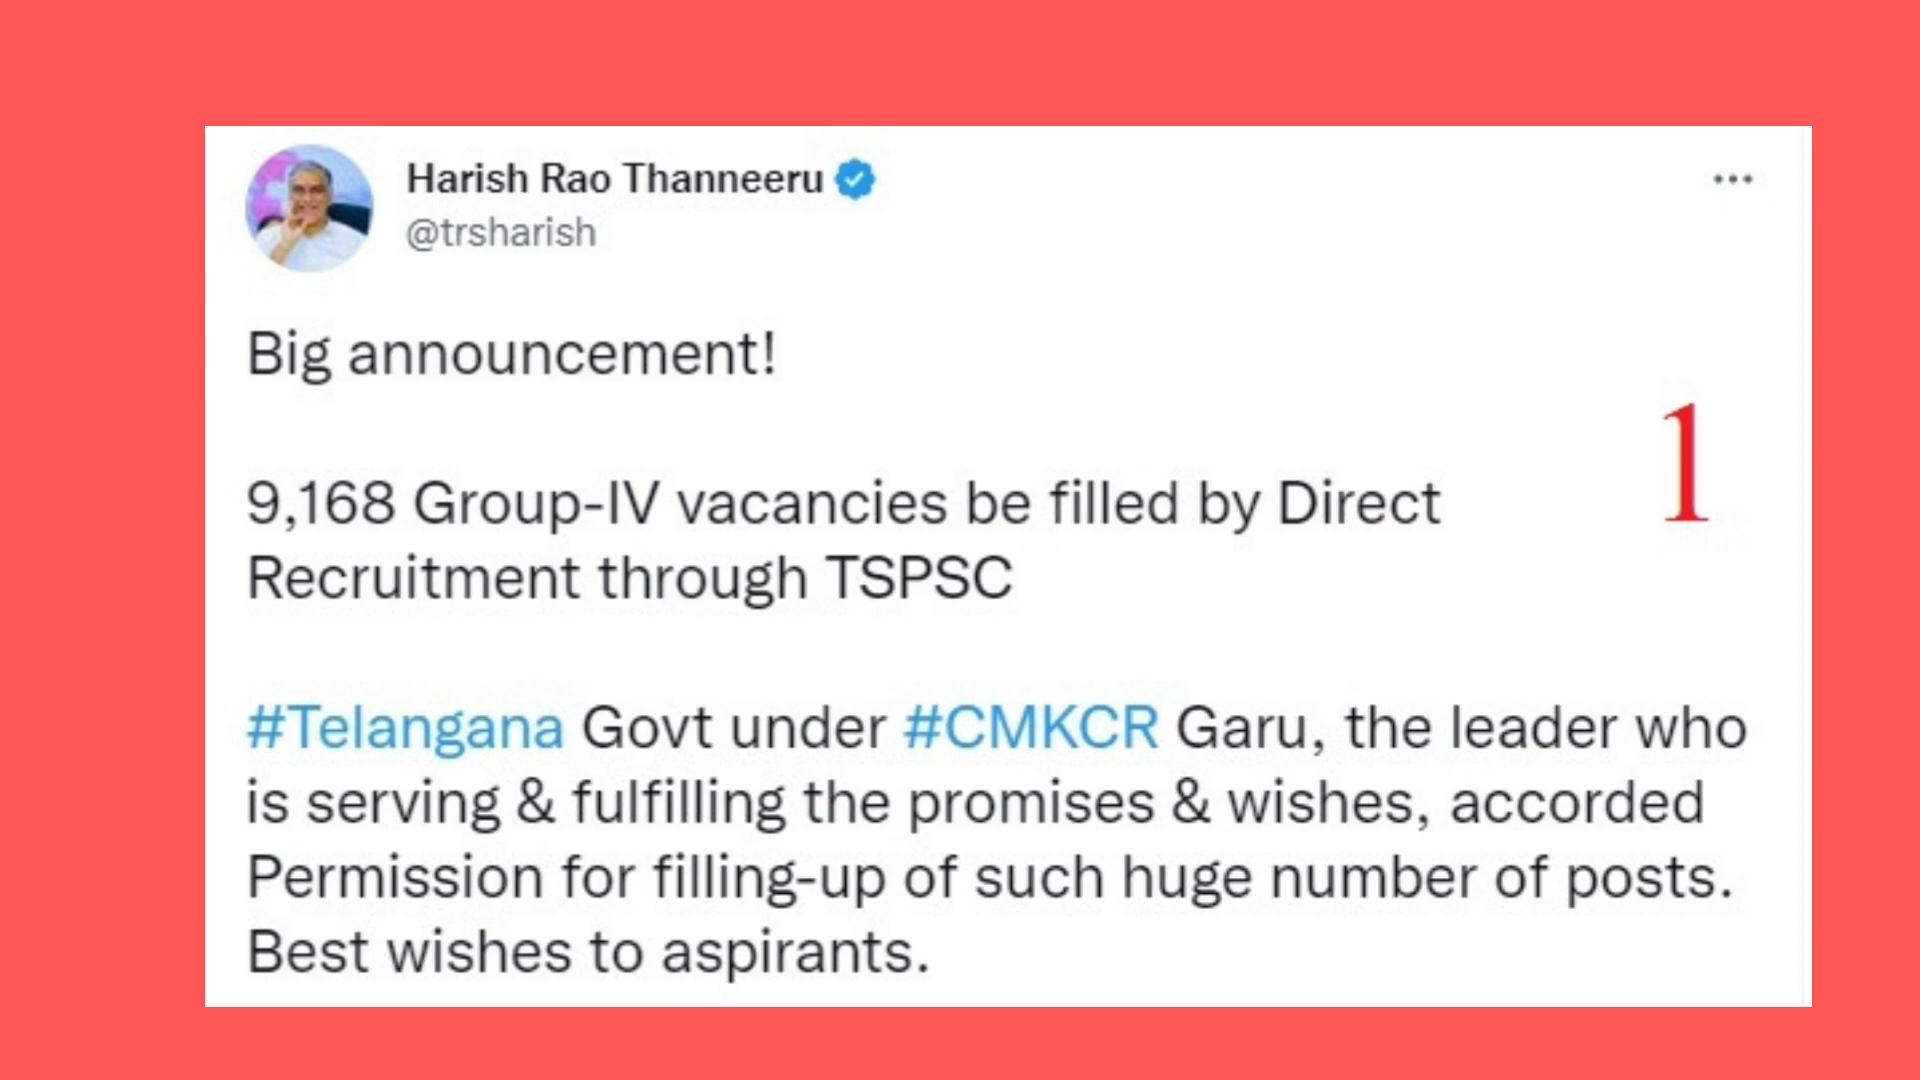 Harish Rao Thanneeru
@trsharish
Big announcement!
1
9,168 Group-IV vacancies be filled by Direct
Recruitment through TSPSC
#Telangana Govt under #CMKCR Garu, the leader who
is serving & fulfilling the promises & wishes, accorded
Permission for filling-up of such huge number of posts.
Best wishes to aspirants.